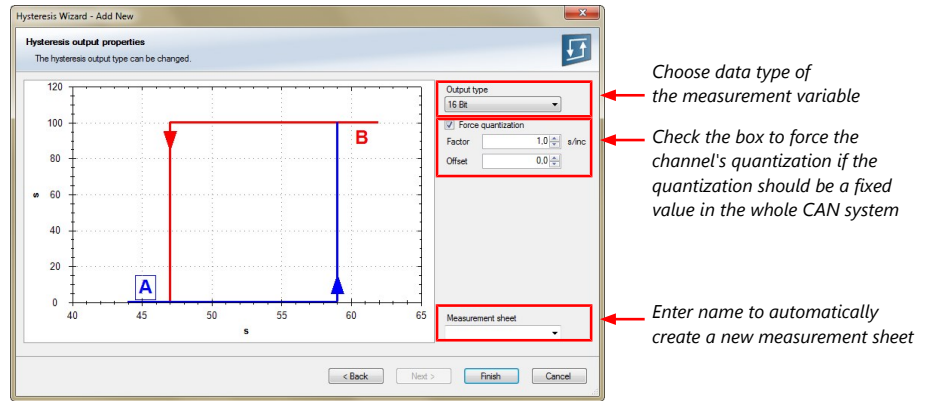 Hysteresis Wizard - Add New
Hysteresis output properties
The hysteresis output type can be changed.
120
100
80
60
40
20
0
s
B
A
40 45 50 55 60 65
s
Output type
16 Bit
Force quantization
Factor 1,0 s/inc
Offset 0,0
Measurement sheet
< Back Next > Finish Cancel
Choose data type of
the measurement variable
Check the box to force the
channel's quantization if the
quantization should be a fixed
value in the whole CAN system
Enter name to automatically
create a new measurement sheet